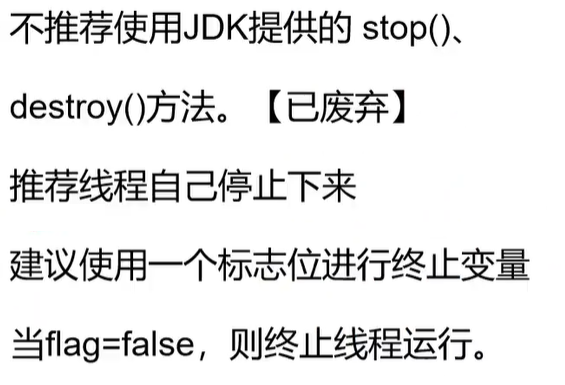 不推荐使用JDK提供的 stop()、
destroy()方法。【已废弃】
推荐线程自己停止下来
建议使用一个标志位进行终止变量
当flag=false，则终止线程运行。